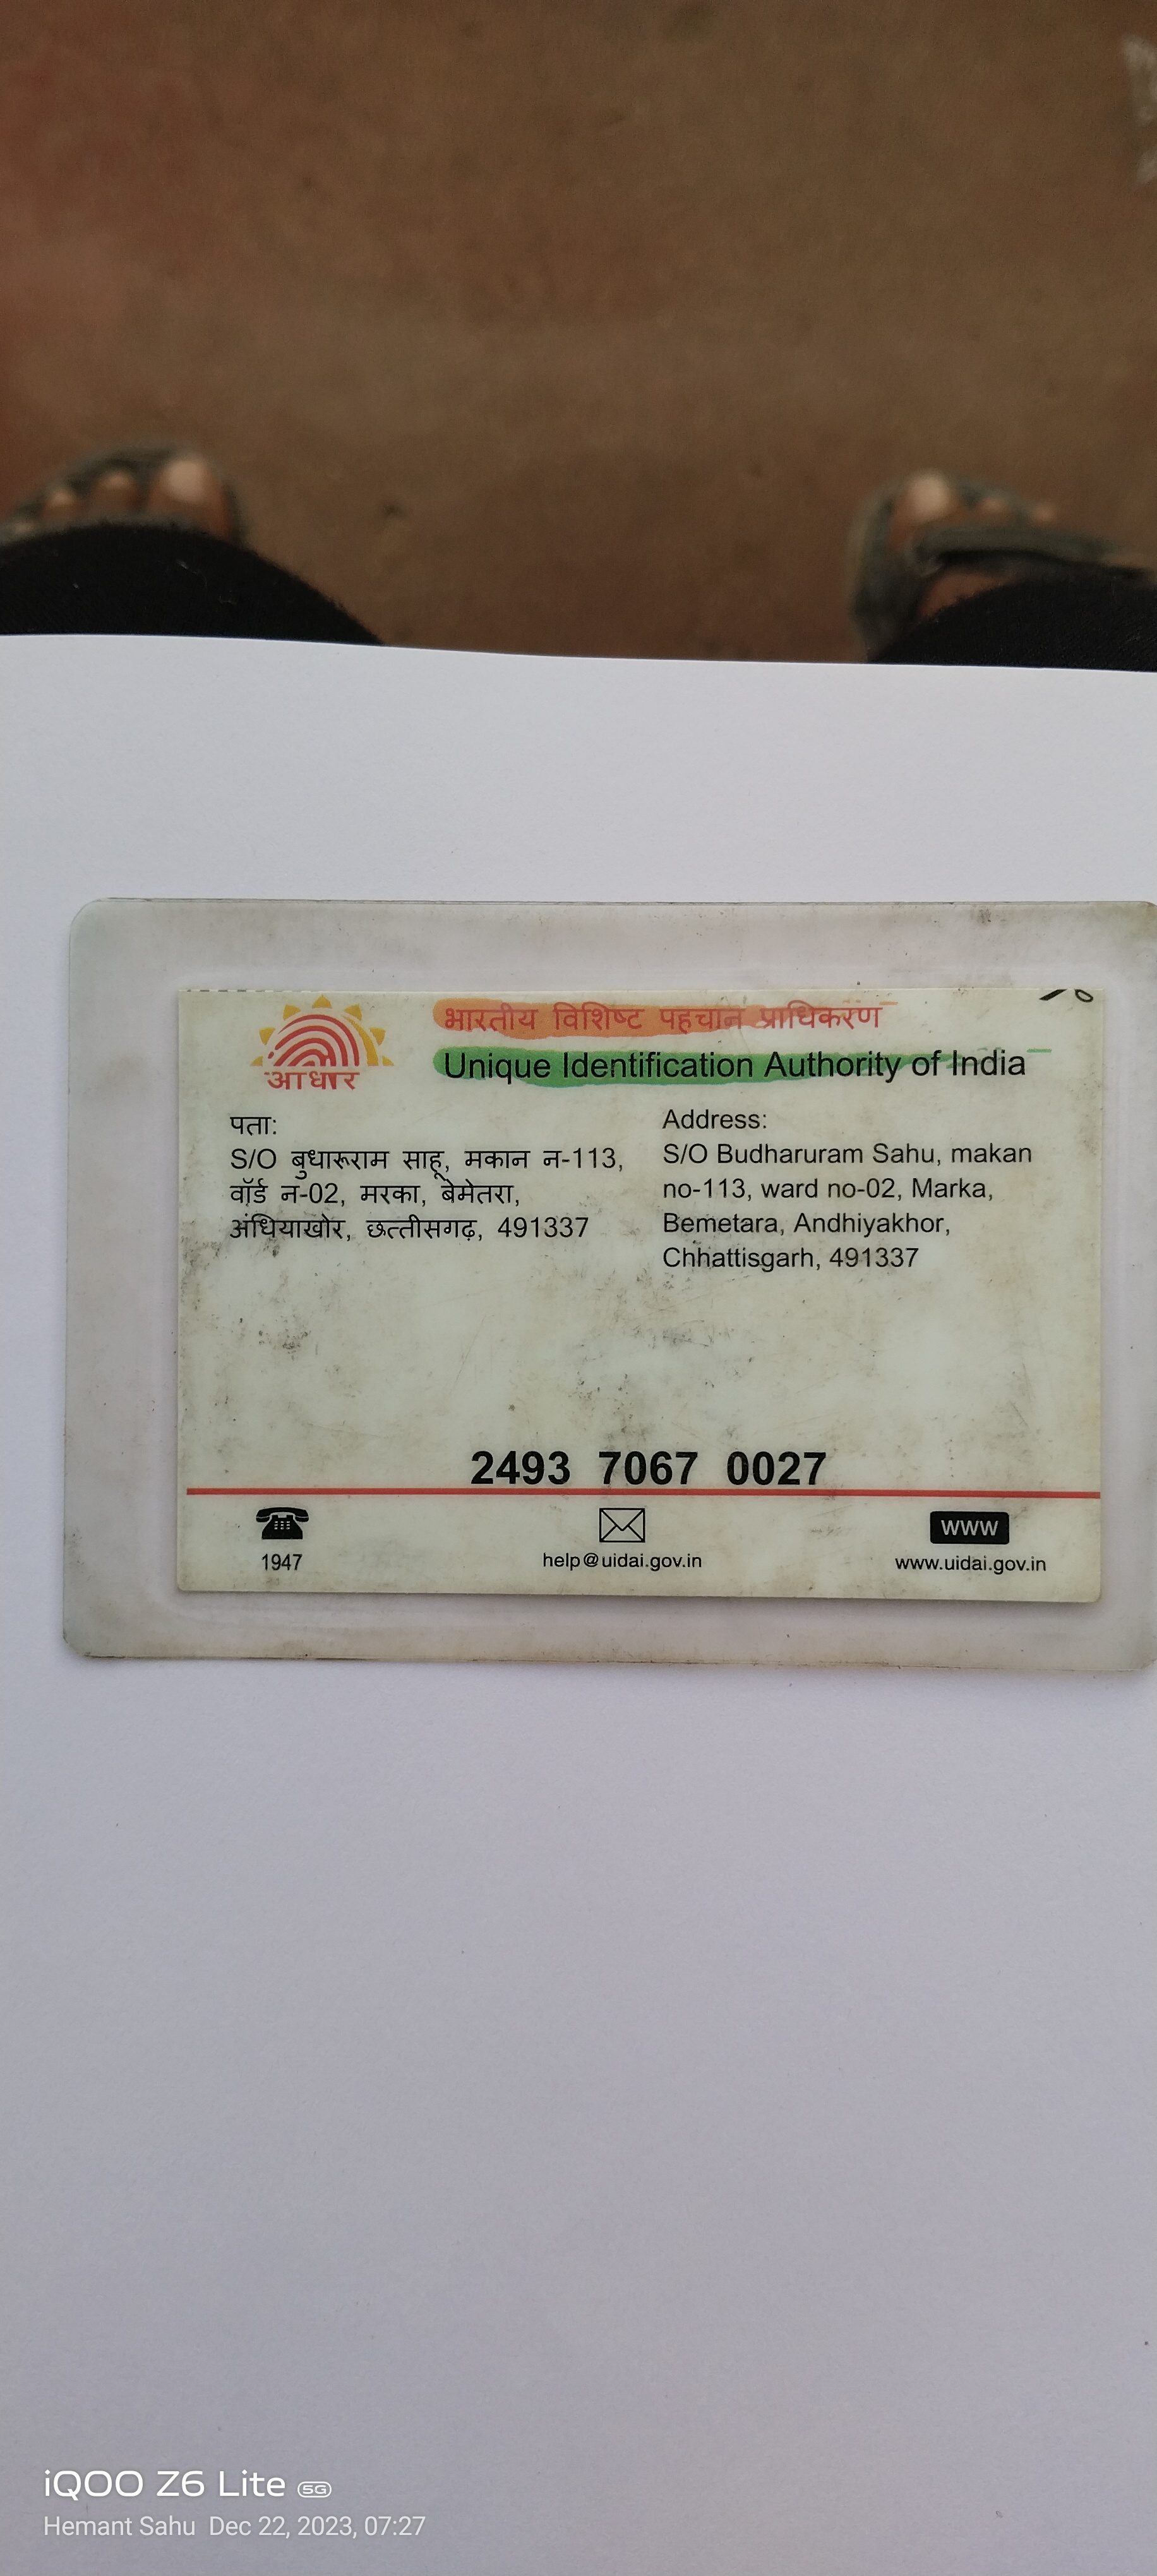 भारतीय विशिष्ट पहचान प्राधिकरण
Unique Identification Authority of India
आधार
पता:
S/O बुधारूराम साहू, मकान न-113,
वॉर्ड न-02, मरका, बेमेतरा,
अंधियाखोर, छत्तीसगढ़, 491337
Address:
S/O Budharuram Sahu, makan
no-113, ward no-02, Marka,
Bemetara, Andhiyakhor,
Chhattisgarh, 491337
2493 7067 0027
1947
help@uidai.gov.in
www
www.uidai.gov.in
iQOO Z6 Lite 5G
Hemant Sahu Dec 22, 2023, 07:27